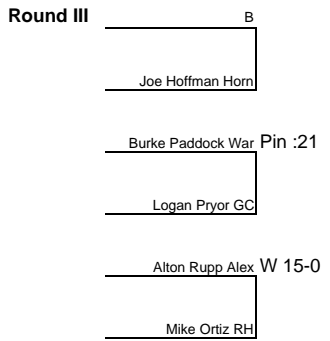 Round III B
Joe Hoffman Horn
Burke Paddock War Pin :21
Logan Pryor GC
Alton Rupp Alex W 15-0
Mike Ortiz RH